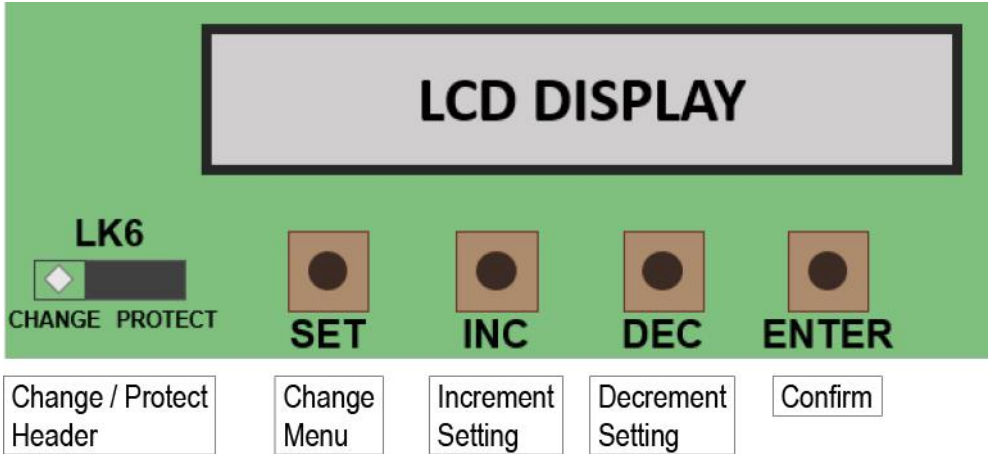 LCD DISPLAY
LK6
CHANGE PROTECT
SET
INC
DEC
ENTER
Change / Protect
Header
Change
Menu
Increment
Setting
Decrement
Setting
Confirm